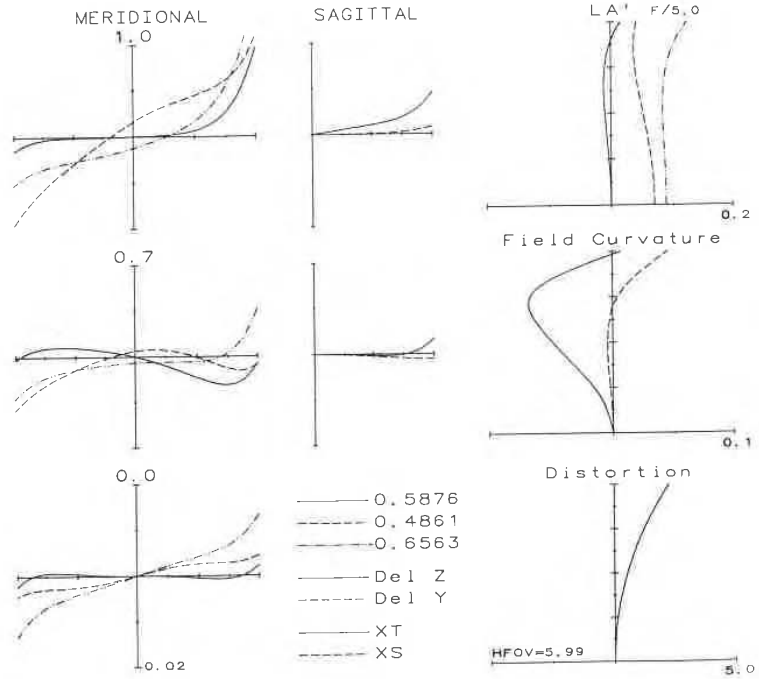 MERIDIONAL
1.0
SAGITTAL
LA' F/5.0
0.2
0.7
Field Curvature
0.1
0.0
0.02
0.5876
0.4861
0.6563
Del Z
Del Y
XT
XS
Distortion
HFOV=5.99
5.0